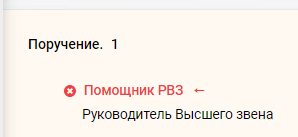 Поручение. 1
Помощник РВЗ ←
Руководитель Высшего звена